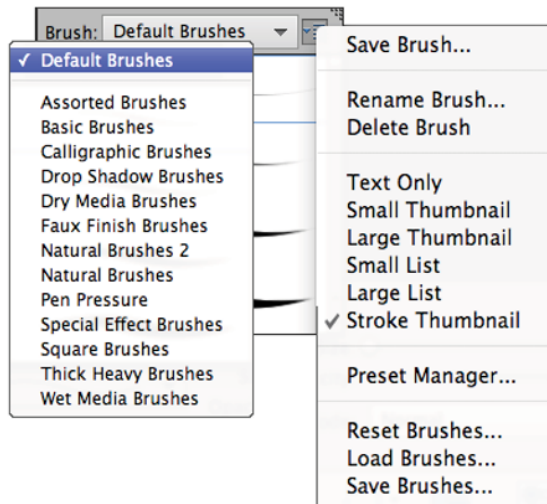 Brush: Default Brushes
✓ Default Brushes
Assorted Brushes
Basic Brushes
Calligraphic Brushes
Drop Shadow Brushes
Dry Media Brushes
Faux Finish Brushes
Natural Brushes 2
Natural Brushes
Pen Pressure
Special Effect Brushes
Square Brushes
Thick Heavy Brushes
Wet Media Brushes
Save Brush...
Rename Brush...
Delete Brush
Text Only
Small Thumbnail
Large Thumbnail
Small List
Large List
✓ Stroke Thumbnail
Preset Manager...
Reset Brushes...
Load Brushes...
Save Brushes...